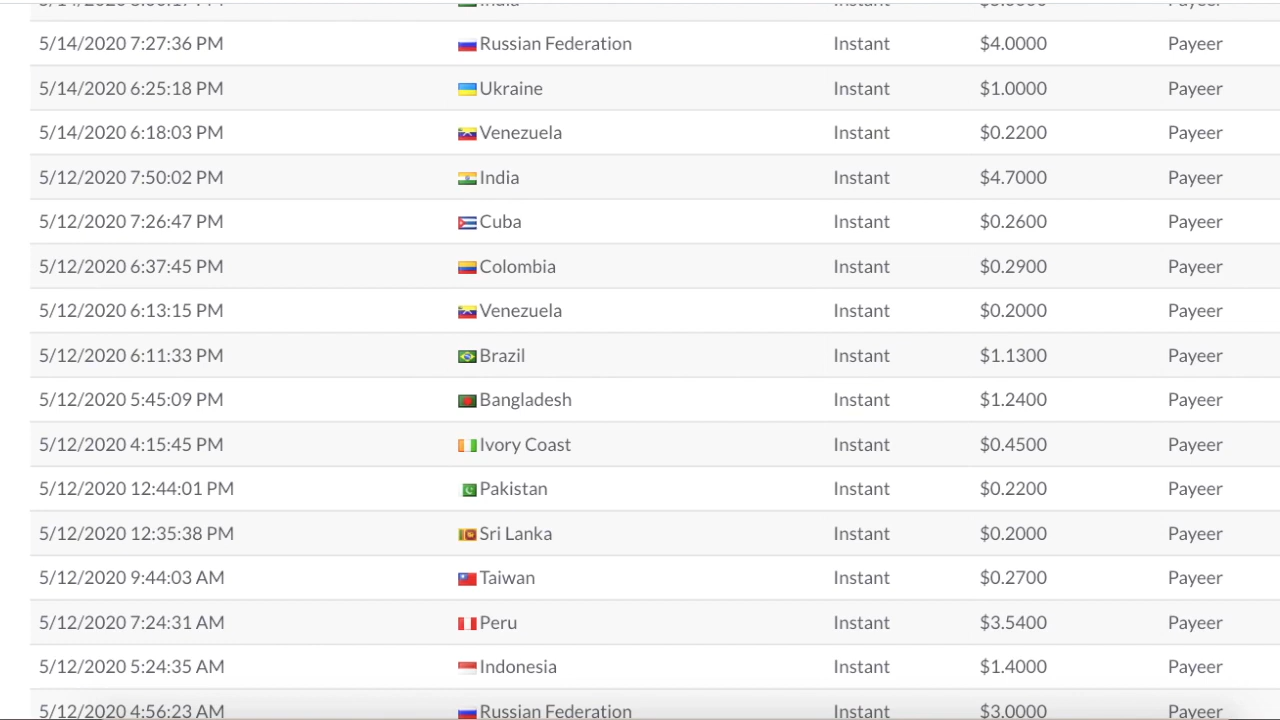 5/14/2020 7:27:36 PM Russian Federation Instant $4.0000 Payeer
5/14/2020 6:25:18 PM Ukraine Instant $1.0000 Payeer
5/14/2020 6:18:03 PM Venezuela Instant $0.2200 Payeer
5/12/2020 7:50:02 PM India Instant $4.7000 Payeer
5/12/2020 7:26:47 PM Cuba Instant $0.2600 Payeer
5/12/2020 6:37:45 PM Colombia Instant $0.2900 Payeer
5/12/2020 6:13:15 PM Venezuela Instant $0.2000 Payeer
5/12/2020 6:11:33 PM Brazil Instant $1.1300 Payeer
5/12/2020 5:45:09 PM Bangladesh Instant $1.2400 Payeer
5/12/2020 4:15:45 PM Ivory Coast Instant $0.4500 Payeer
5/12/2020 12:44:01 PM Pakistan Instant $0.2200 Payeer
5/12/2020 12:35:38 PM Sri Lanka Instant $0.2000 Payeer
5/12/2020 9:44:03 AM Taiwan Instant $0.2700 Payeer
5/12/2020 7:24:31 AM Peru Instant $3.5400 Payeer
5/12/2020 5:24:35 AM Indonesia Instant $1.4000 Payeer
5/12/2020 4:56:23 AM Russian Federation Instant $3.0000 Payeer